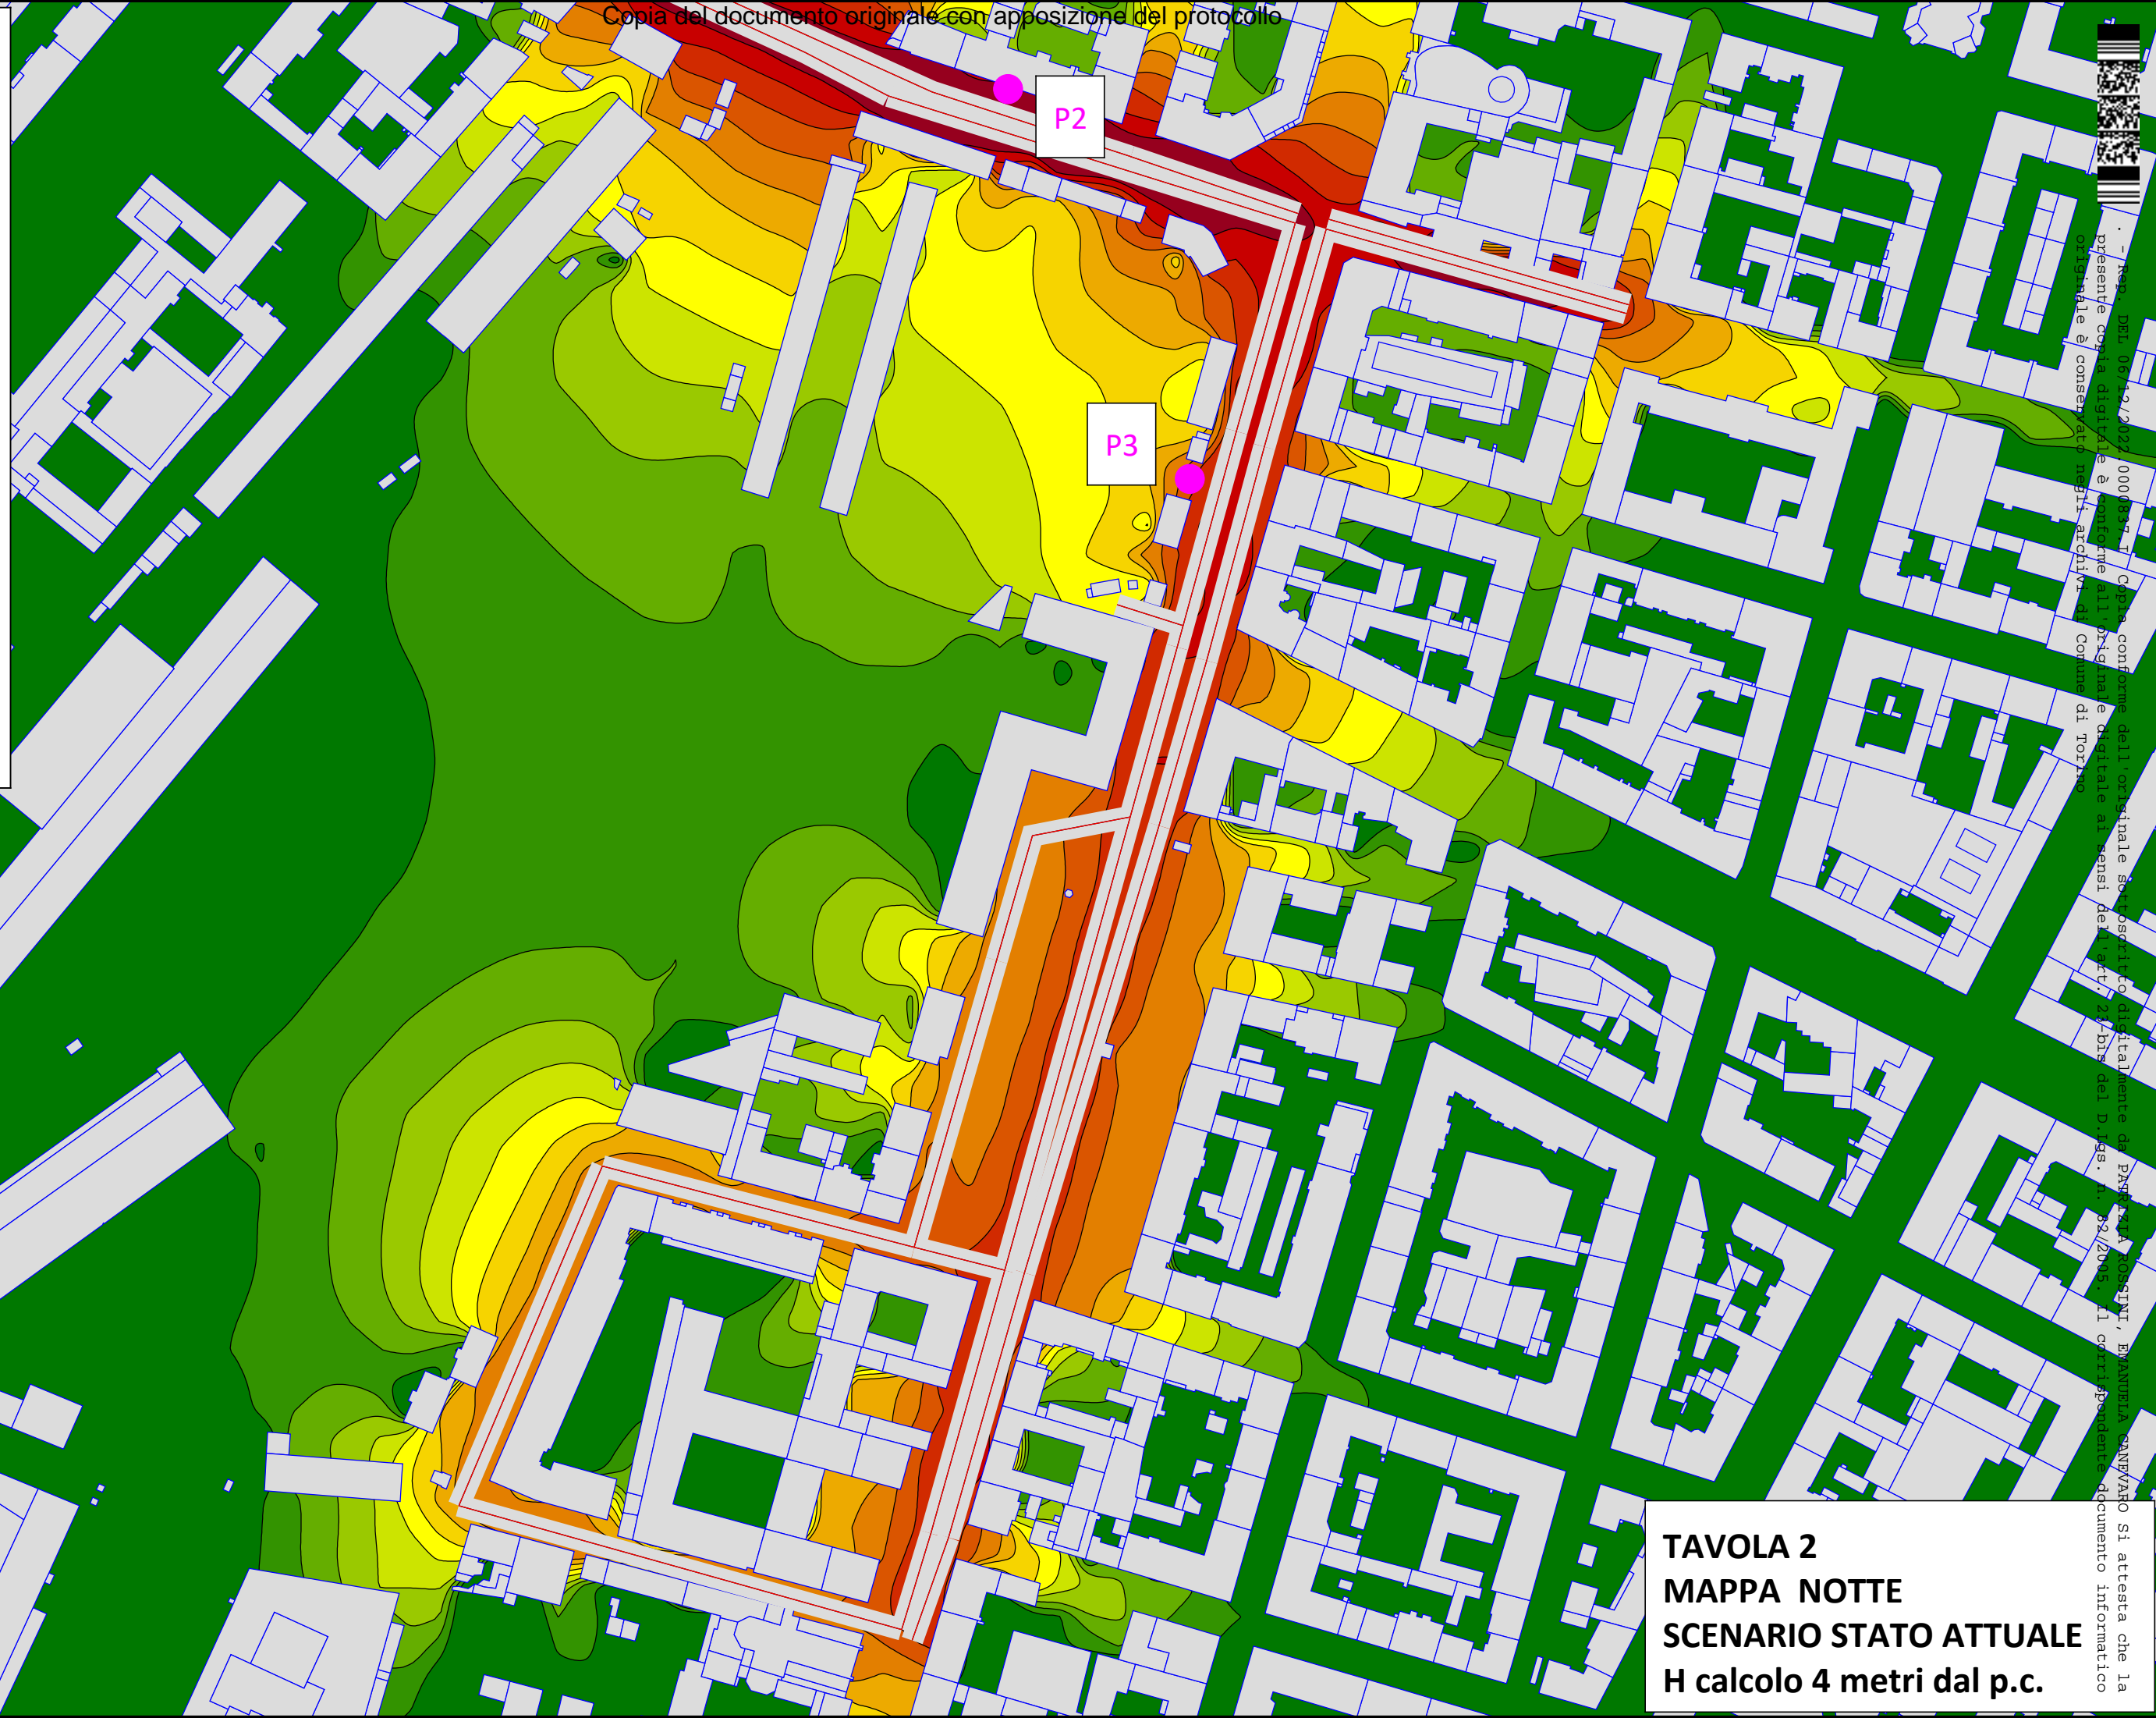 Copia del documento originale con apposizione del protocollo
P2
P3
. - Rep. DEL 06/12/2022.0000837.I Copia conforme dell'originale sottoscritto digitalmente da PATRIZIA ROSSINI, EMANUELA CANEVARO Si attesta che la
presente copia digitale è conforme all'originale digitale ai sensi dell'art. 23-bis del D.Lgs. n. 82/2005. Il corrispondente documento informatico
originale è conservato negli archivi di Comune di Torino
TAVOLA 2
MAPPA NOTTE
SCENARIO STATO ATTUALE
H calcolo 4 metri dal p.c.